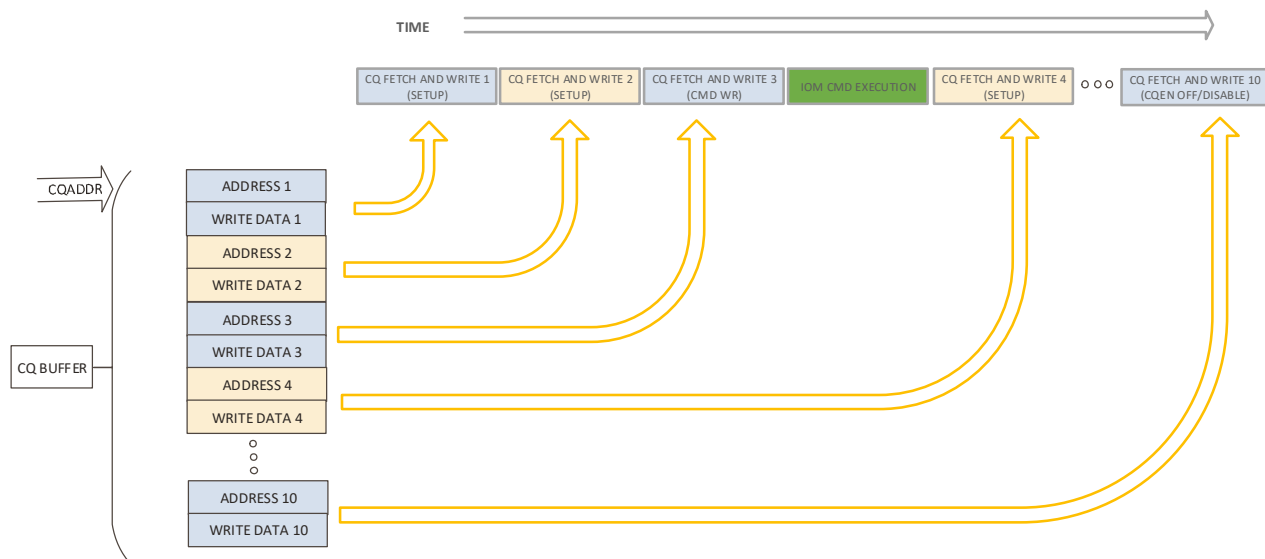 TIME
CQ FETCH AND WRITE 1
(SETUP)
CQ FETCH AND WRITE 2
(SETUP)
CQ FETCH AND WRITE 3
(CMD WR)
IOM CMD EXECUTION
CQ FETCH AND WRITE 4
(SETUP)
CQ FETCH AND WRITE 10
(CQEN OFF/DISABLE)
CQADDR
ADDRESS 1
WRITE DATA 1
ADDRESS 2
WRITE DATA 2
ADDRESS 3
WRITE DATA 3
CQ BUFFER
ADDRESS 4
WRITE DATA 4
ADDRESS 10
WRITE DATA 10